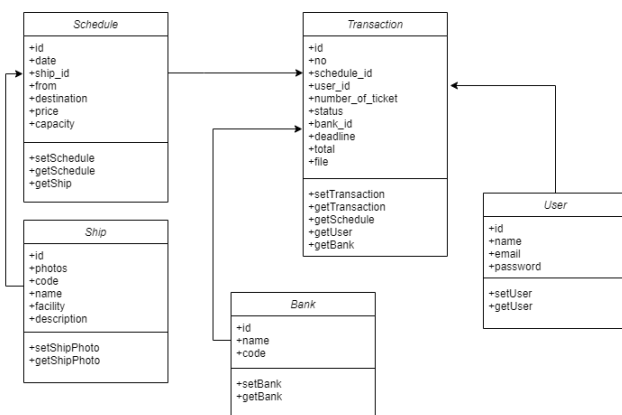 Schedule
+id
+date
+ship_id
+from
+destination
+price
+capacity
+setSchedule
+getSchedule
+getShip
Transaction
+id
+no
+schedule_id
+user_id
+number_of_ticket
+status
+bank_id
+deadline
+total
+file
+setTransaction
+getTransaction
+getSchedule
+getUser
+getBank
User
+id
+name
+email
+password
+setUser
+getUser
Ship
+id
+photos
+code
+name
+facility
+description
+setShipPhoto
+getShipPhoto
Bank
+id
+name
+code
+setBank
+getBank